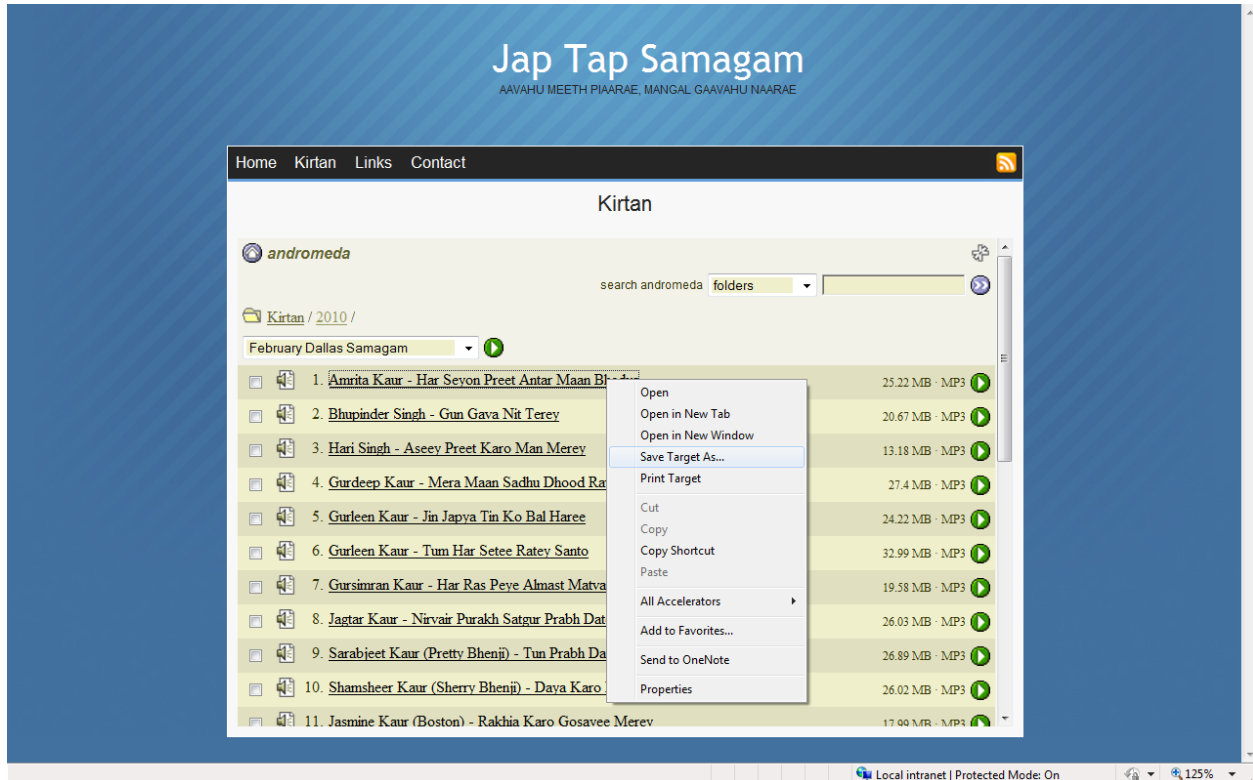 Jap Tap Samagam
AAVAHU MEETH PIAARAE, MANGAL GAAVAHU NAARAE
Home Kirtan Links Contact
Kirtan
andromeda
search andromeda folders
Kirtan / 2010 /
February Dallas Samagam
1. Amrita Kaur - Har Sevon Preet Antar Maan 25.22 MB · MP3
2. Bhupinder Singh - Gun Gava Nit Terey 20.67 MB · MP3
3. Hari Singh - Aseey Preet Karo Man Merey 13.18 MB · MP3
4. Gurdeep Kaur - Mera Maan Sadhu Dhood 27.4 MB · MP3
5. Gurleen Kaur - Jin Japya Tin Ko Bal Haree 24.22 MB · MP3
6. Gurleen Kaur - Tum Har Setee Ratey Santo 32.99 MB · MP3
7. Gursimran Kaur - Har Ras Peye Almast 19.58 MB · MP3
8. Jagtar Kaur - Nirvair Purakh Satgur Prabh 26.03 MB · MP3
9. Sarabjeet Kaur (Pretty Bhenji) - Tun Prabh 26.89 MB · MP3
10. Shamsheer Kaur (Sherry Bhenji) - Daya Karo 26.02 MB · MP3
11. Jasmine Kaur (Boston) - Rakhia Karo Gosayee Merey 17.99 MB · MP3
Open
Open in New Tab
Open in New Window
Save Target As...
Print Target
Cut
Copy
Copy Shortcut
Paste
All Accelerators
Add to Favorites...
Send to OneNote
Properties
Local intranet | Protected Mode: On 125%